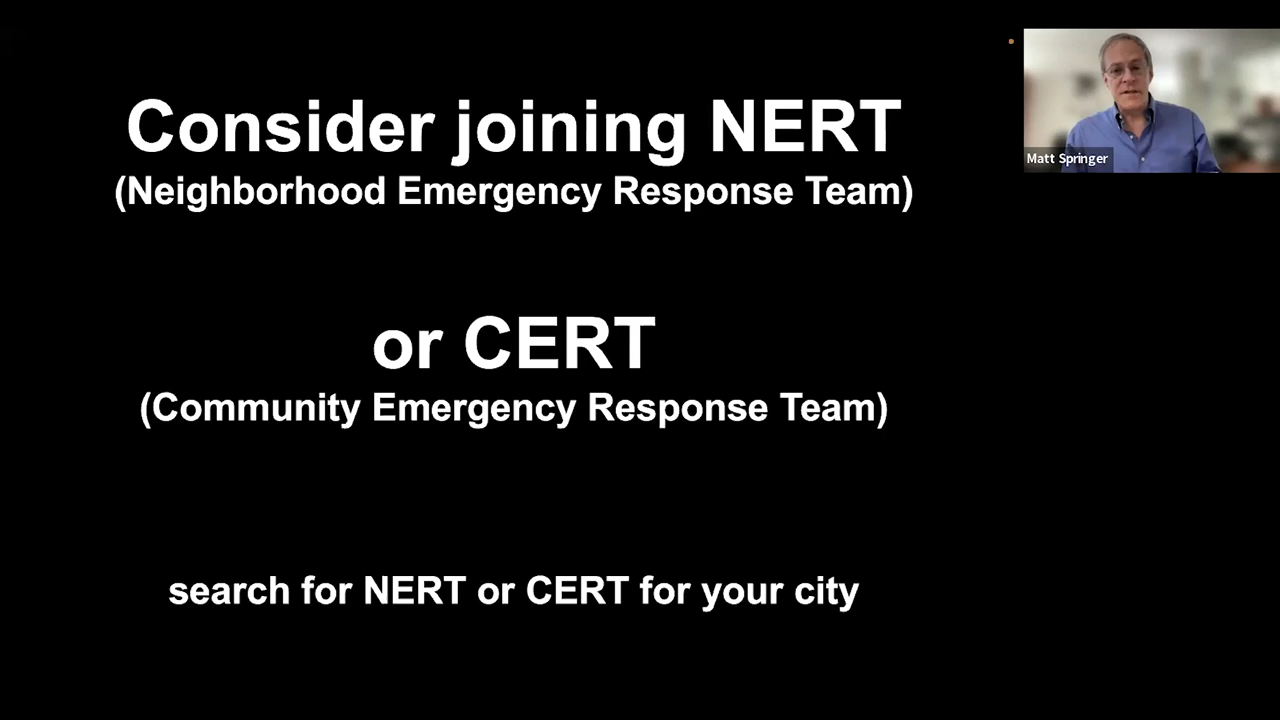 Consider joining NERT
(Neighborhood Emergency Response Team)
Matt Springer
or CERT
(Community Emergency Response Team)
search for NERT or CERT for your city